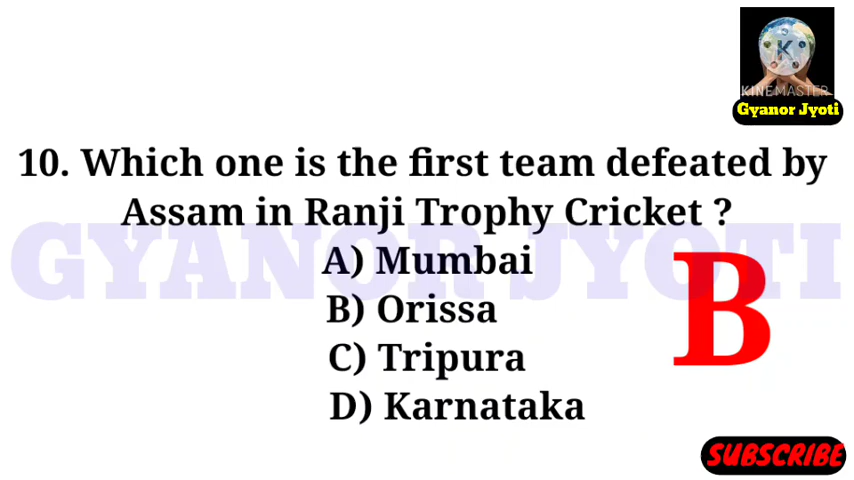 KINEMASTER
Gyanor Jyoti
10. Which one is the first team defeated by
Assam in Ranji Trophy Cricket ?
GYANOR JYOTI
A) Mumbai
B) Orissa
B
C) Tripura
D) Karnataka
SUBSCRIBE